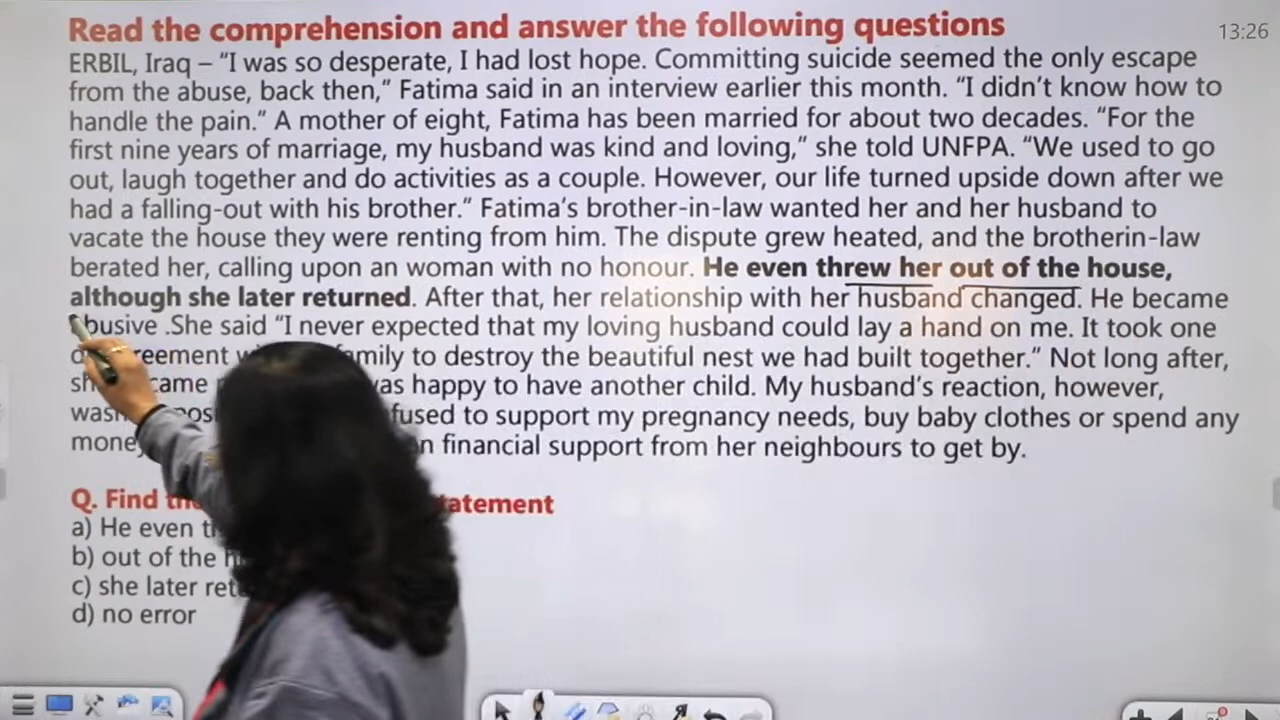 Read the comprehension and answer the following questions
13:26
ERBIL, Iraq – “I was so desperate, I had lost hope. Committing suicide seemed the only escape
from the abuse, back then,” Fatima said in an interview earlier this month. “I didn’t know how to
handle the pain.” A mother of eight, Fatima has been married for about two decades. “For the
first nine years of marriage, my husband was kind and loving,” she told UNFPA. “We used to go
out, laugh together and do activities as a couple. However, our life turned upside down after we
had a falling-out with his brother.” Fatima’s brother-in-law wanted her and her husband to
vacate the house they were renting from him. The dispute grew heated, and the brotherin-law
berated her, calling upon an woman with no honour. He even threw her out of the house,
although she later returned. After that, her relationship with her husband changed. He became
busive .She said “I never expected that my loving husband could lay a hand on me. It took one
family to destroy the beautiful nest we had built together.” Not long after,
was happy to have another child. My husband’s reaction, however,
to support my pregnancy needs, buy baby clothes or spend any
financial support from her neighbours to get by.
Q. Find
a) He even
b) out of the
c) she later
d) no error